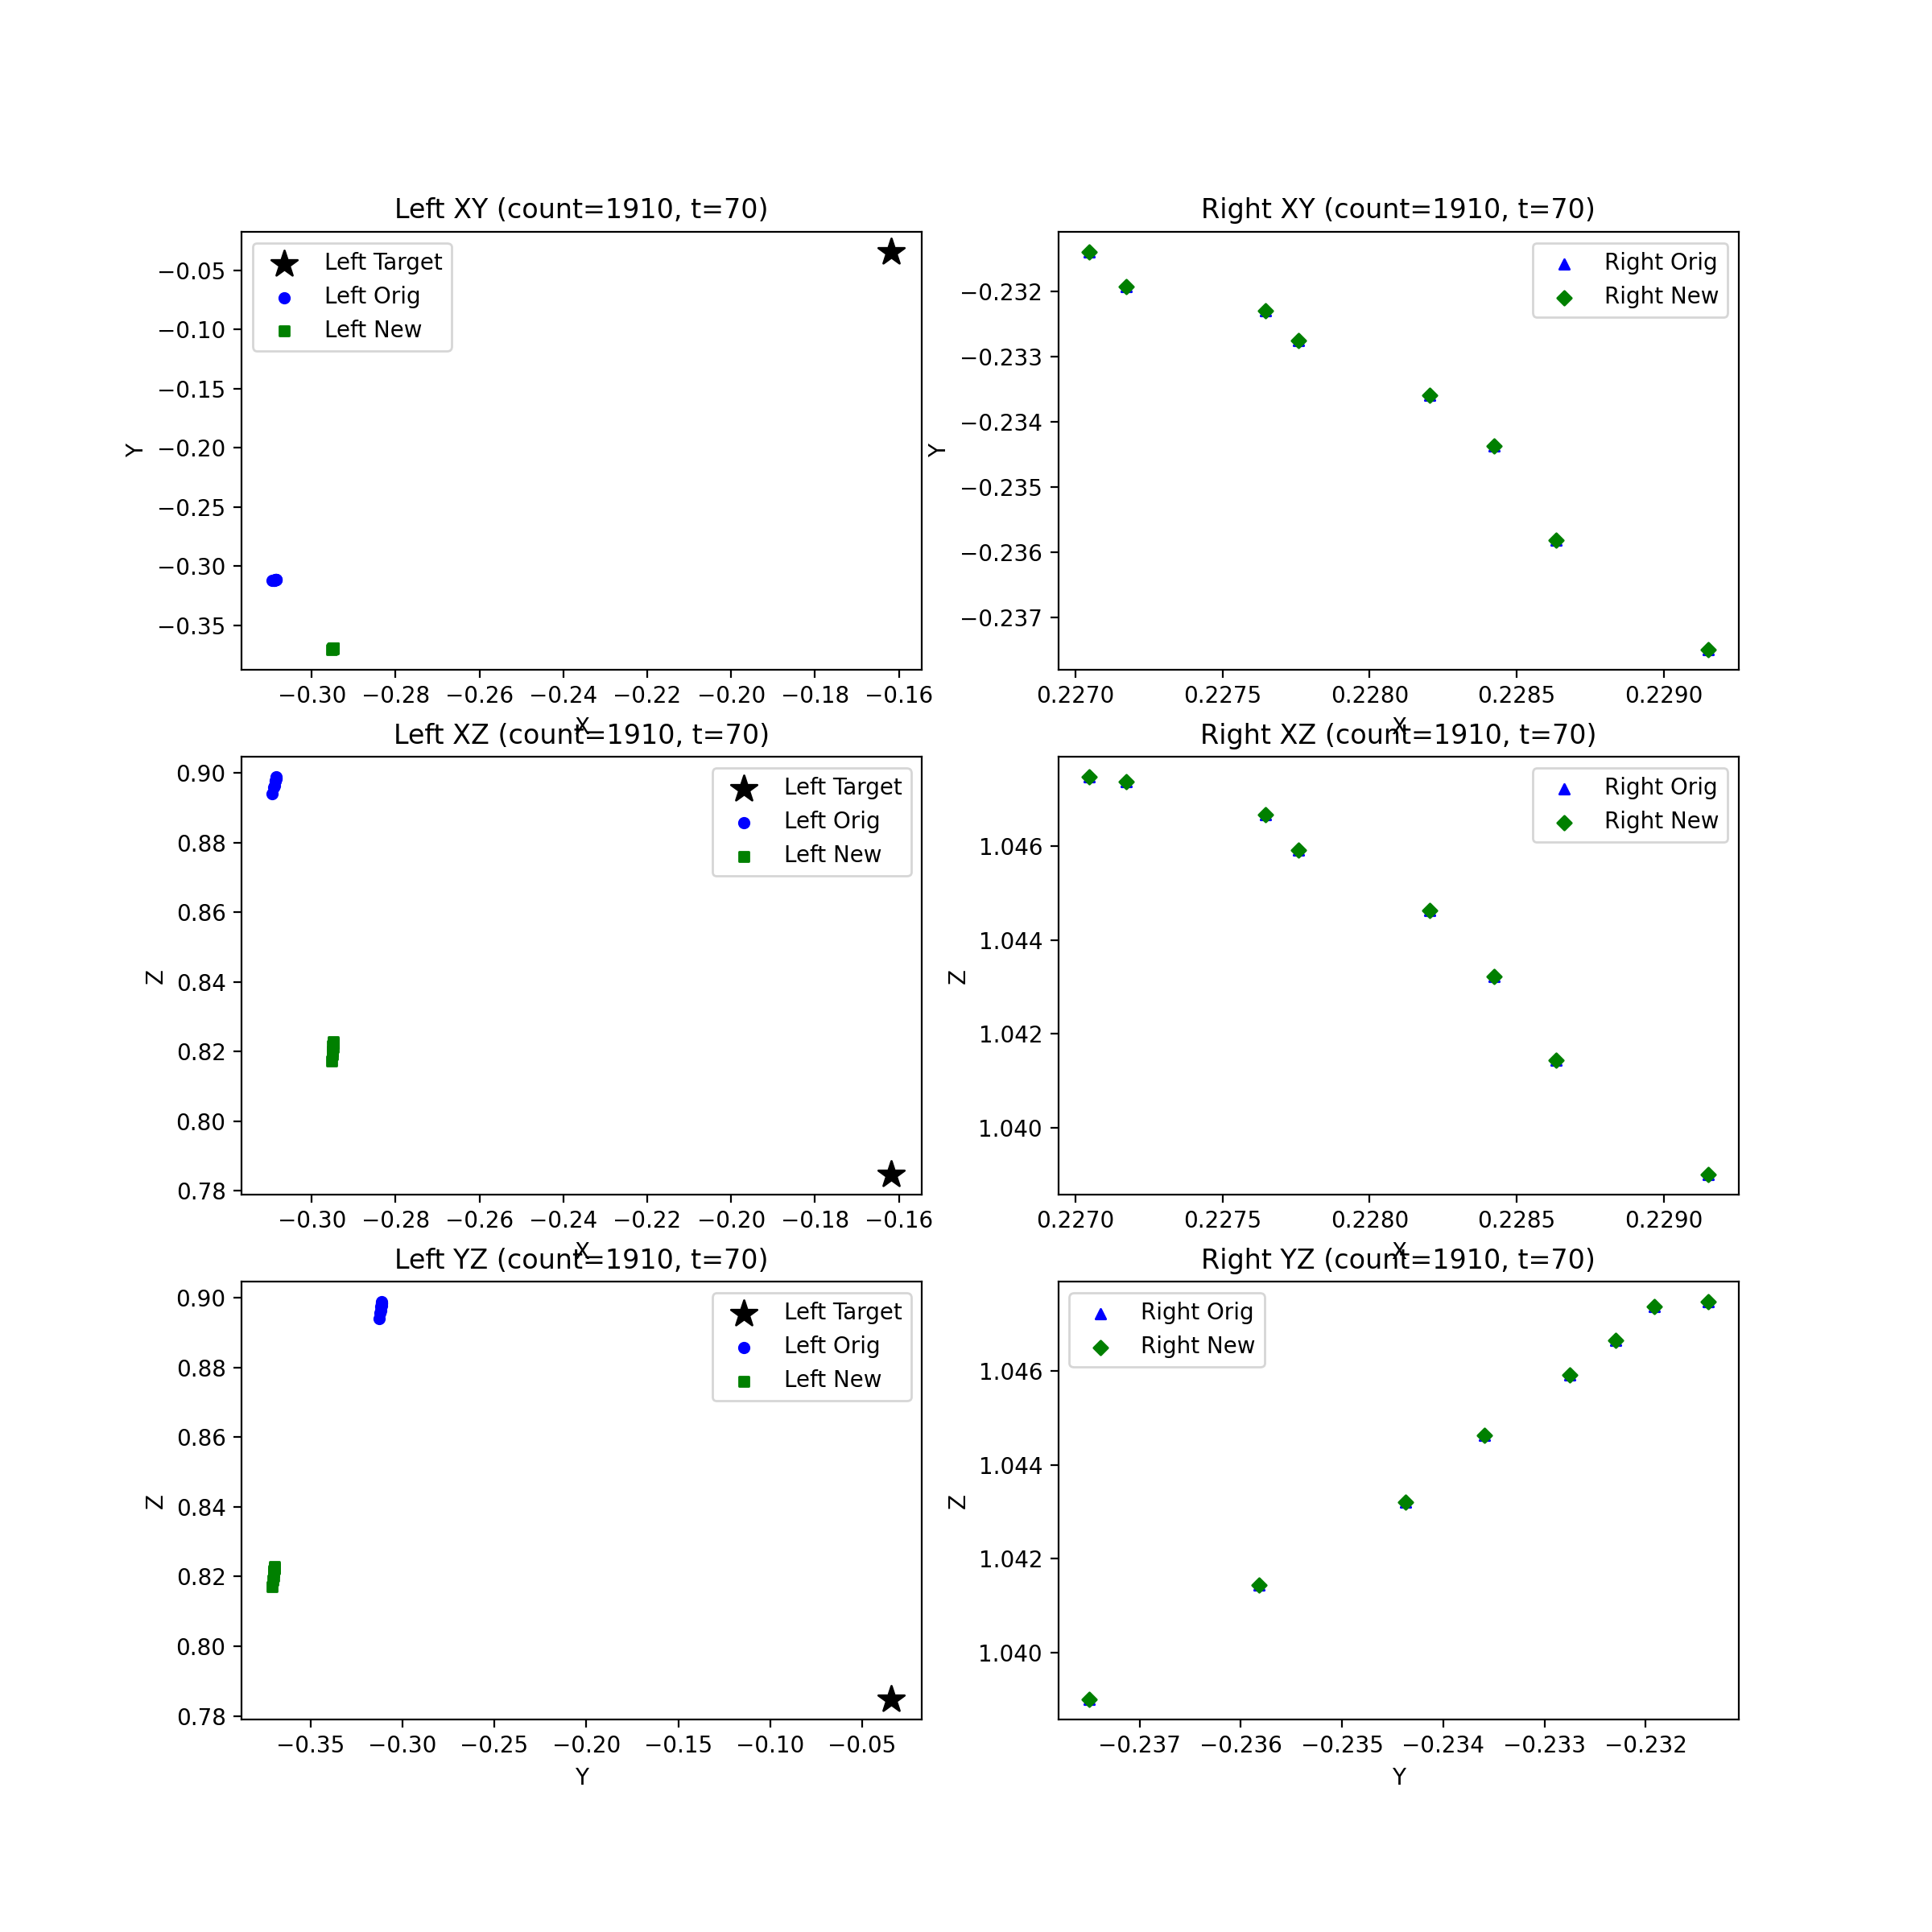 Left XY (count=1910, t=70)
Left Target
Left Orig
Left New
−0.05
−0.10
−0.15
−0.20
−0.25
−0.30
−0.35
Y
−0.30 −0.28 −0.26 −0.24 −0.22 −0.20 −0.18 −0.16
X
Right XY (count=1910, t=70)
Right Orig
Right New
−0.232
−0.233
−0.234
−0.235
−0.236
−0.237
Y
0.2270 0.2275 0.2280 0.2285 0.2290
X
Left XZ (count=1910, t=70)
Left Target
Left Orig
Left New
0.90
0.88
0.86
0.84
0.82
0.80
0.78
Z
−0.30 −0.28 −0.26 −0.24 −0.22 −0.20 −0.18 −0.16
X
Right XZ (count=1910, t=70)
Right Orig
Right New
1.046
1.044
1.042
1.040
Z
0.2270 0.2275 0.2280 0.2285 0.2290
X
Left YZ (count=1910, t=70)
Left Target
Left Orig
Left New
0.90
0.88
0.86
0.84
0.82
0.80
0.78
Z
−0.35 −0.30 −0.25 −0.20 −0.15 −0.10 −0.05
Y
Right YZ (count=1910, t=70)
Right Orig
Right New
1.046
1.044
1.042
1.040
Z
−0.237 −0.236 −0.235 −0.234 −0.233 −0.232
Y